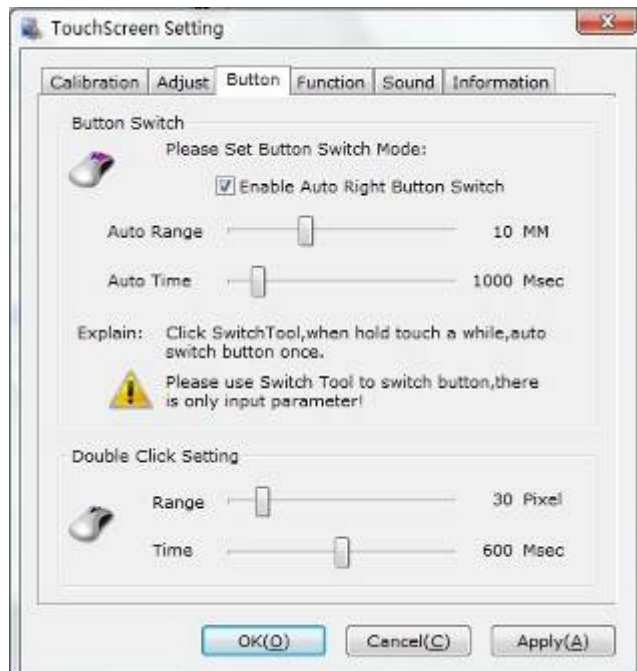 TouchScreen Setting
Calibration Adjust Button Function Sound Information
Button Switch
Please Set Button Switch Mode:
Enable Auto Right Button Switch
Auto Range 10 MM
Auto Time 1000 Msec
Explain: Click SwitchTool,when hold touch a while,auto
switch button once.
Please use Switch Tool to switch button,there
is only input parameter!
Double Click Setting
Range 30 Pixel
Time 600 Msec
OK(O) Cancel(C) Apply(A)